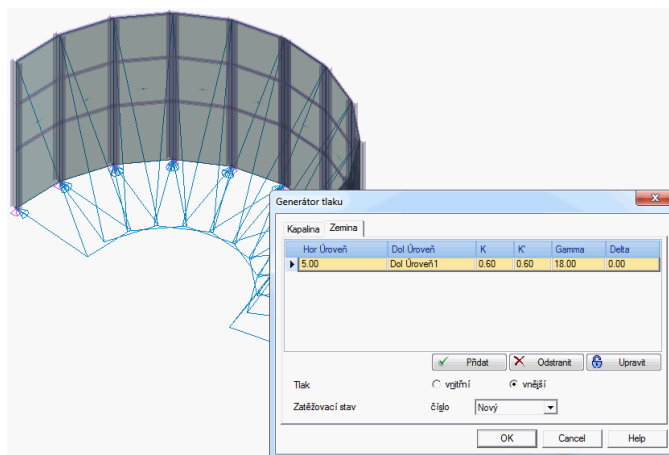 Generátor tlaku
Kapalina Zemina
Hor Úroveň Dol Úroveň K K' Gamma Delta
5.00 Dol Úroveň1 0.60 0.60 18.00 0.00
Přidat Odstranit Upravit
Tlak vnitřní vnější
Zatěžovací stav číslo Nový
OK Cancel Help